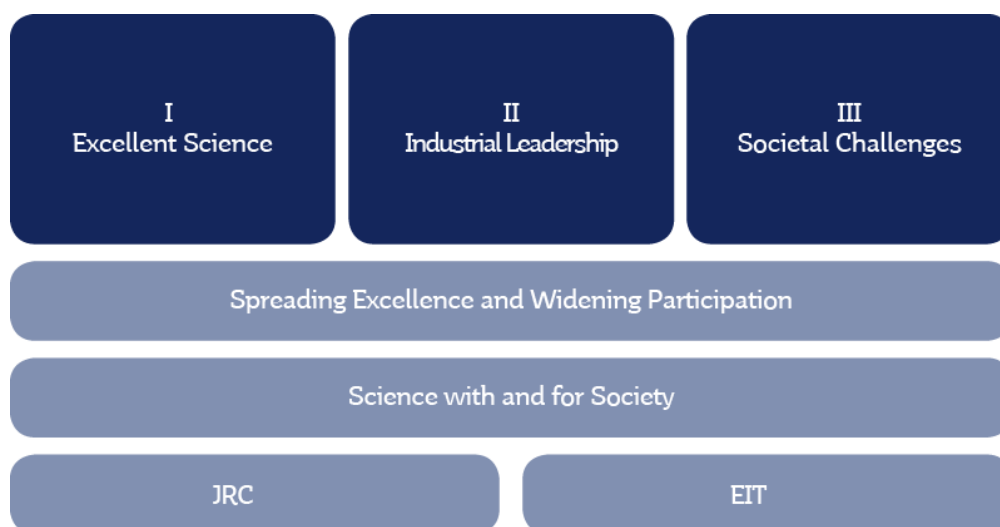 I
Excellent Science
II
Industrial Leadership
III
Societal Challenges
Spreading Excellence and Widening Participation
Science with and for Society
JRC
EIT